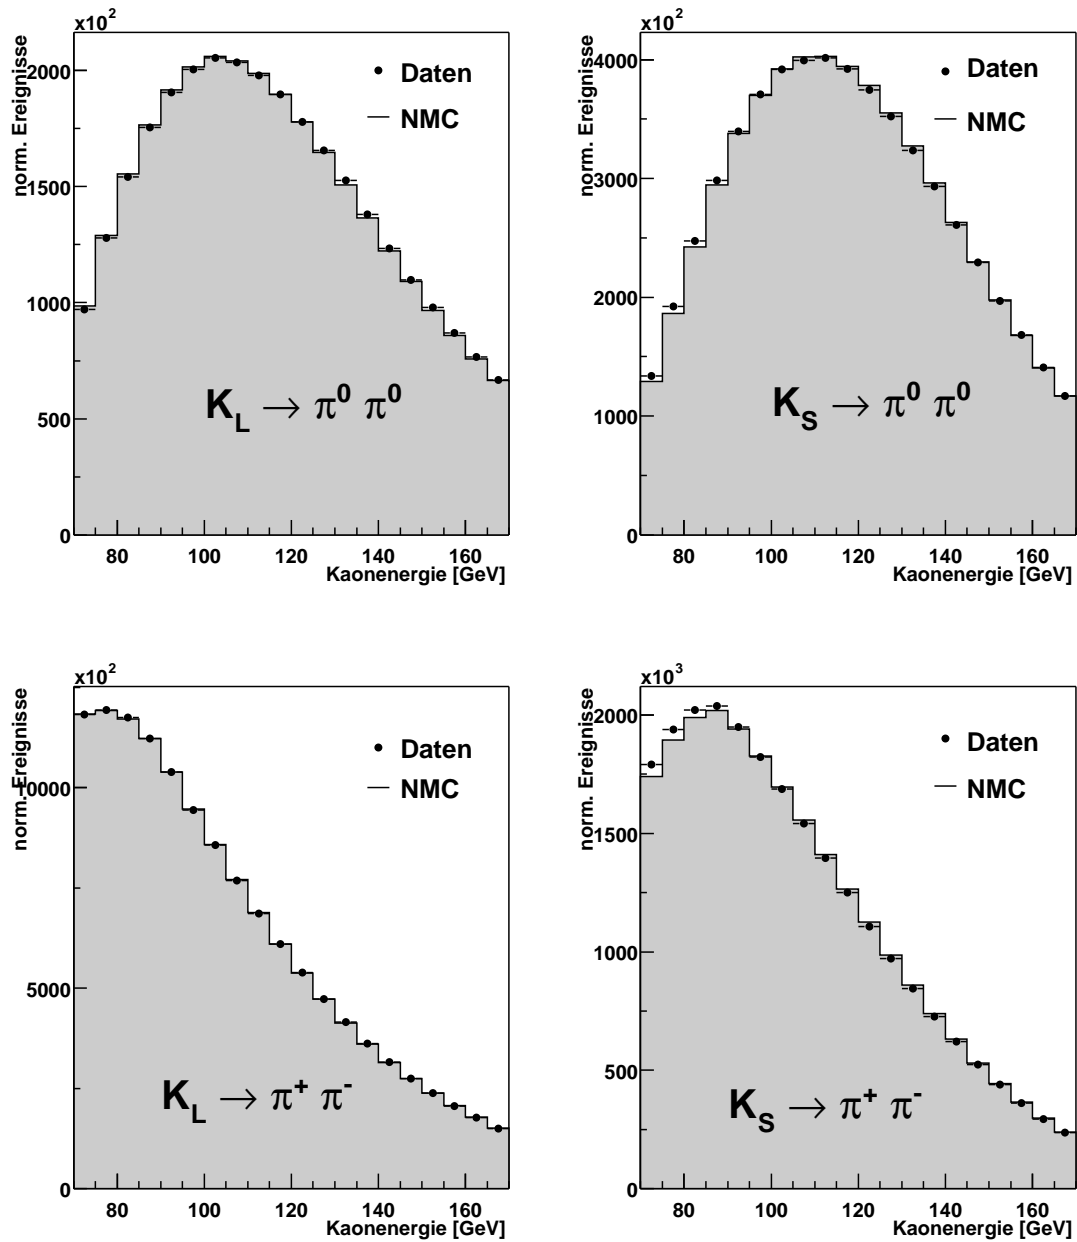 x10²
norm. Ereignisse
2000
1500
1000
500
0
Daten
NMC
K_L → π⁰ π⁰
80 100 120 140 160
Kaonenergie [GeV]
x10²
norm. Ereignisse
4000
3000
2000
1000
0
Daten
NMC
K_S → π⁰ π⁰
80 100 120 140 160
Kaonenergie [GeV]
x10²
norm. Ereignisse
10000
5000
0
Daten
NMC
K_L → π⁺ π⁻
80 100 120 140 160
Kaonenergie [GeV]
x10³
norm. Ereignisse
2000
1500
1000
500
0
Daten
NMC
K_S → π⁺ π⁻
80 100 120 140 160
Kaonenergie [GeV]